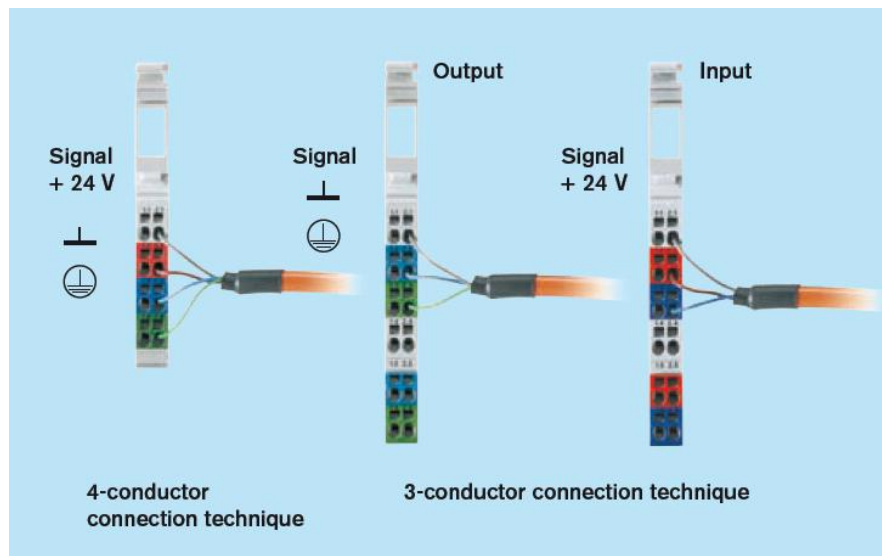 Output
Input
Signal
+ 24 V
Signal
Signal
+ 24 V
4-conductor
connection technique
3-conductor connection technique